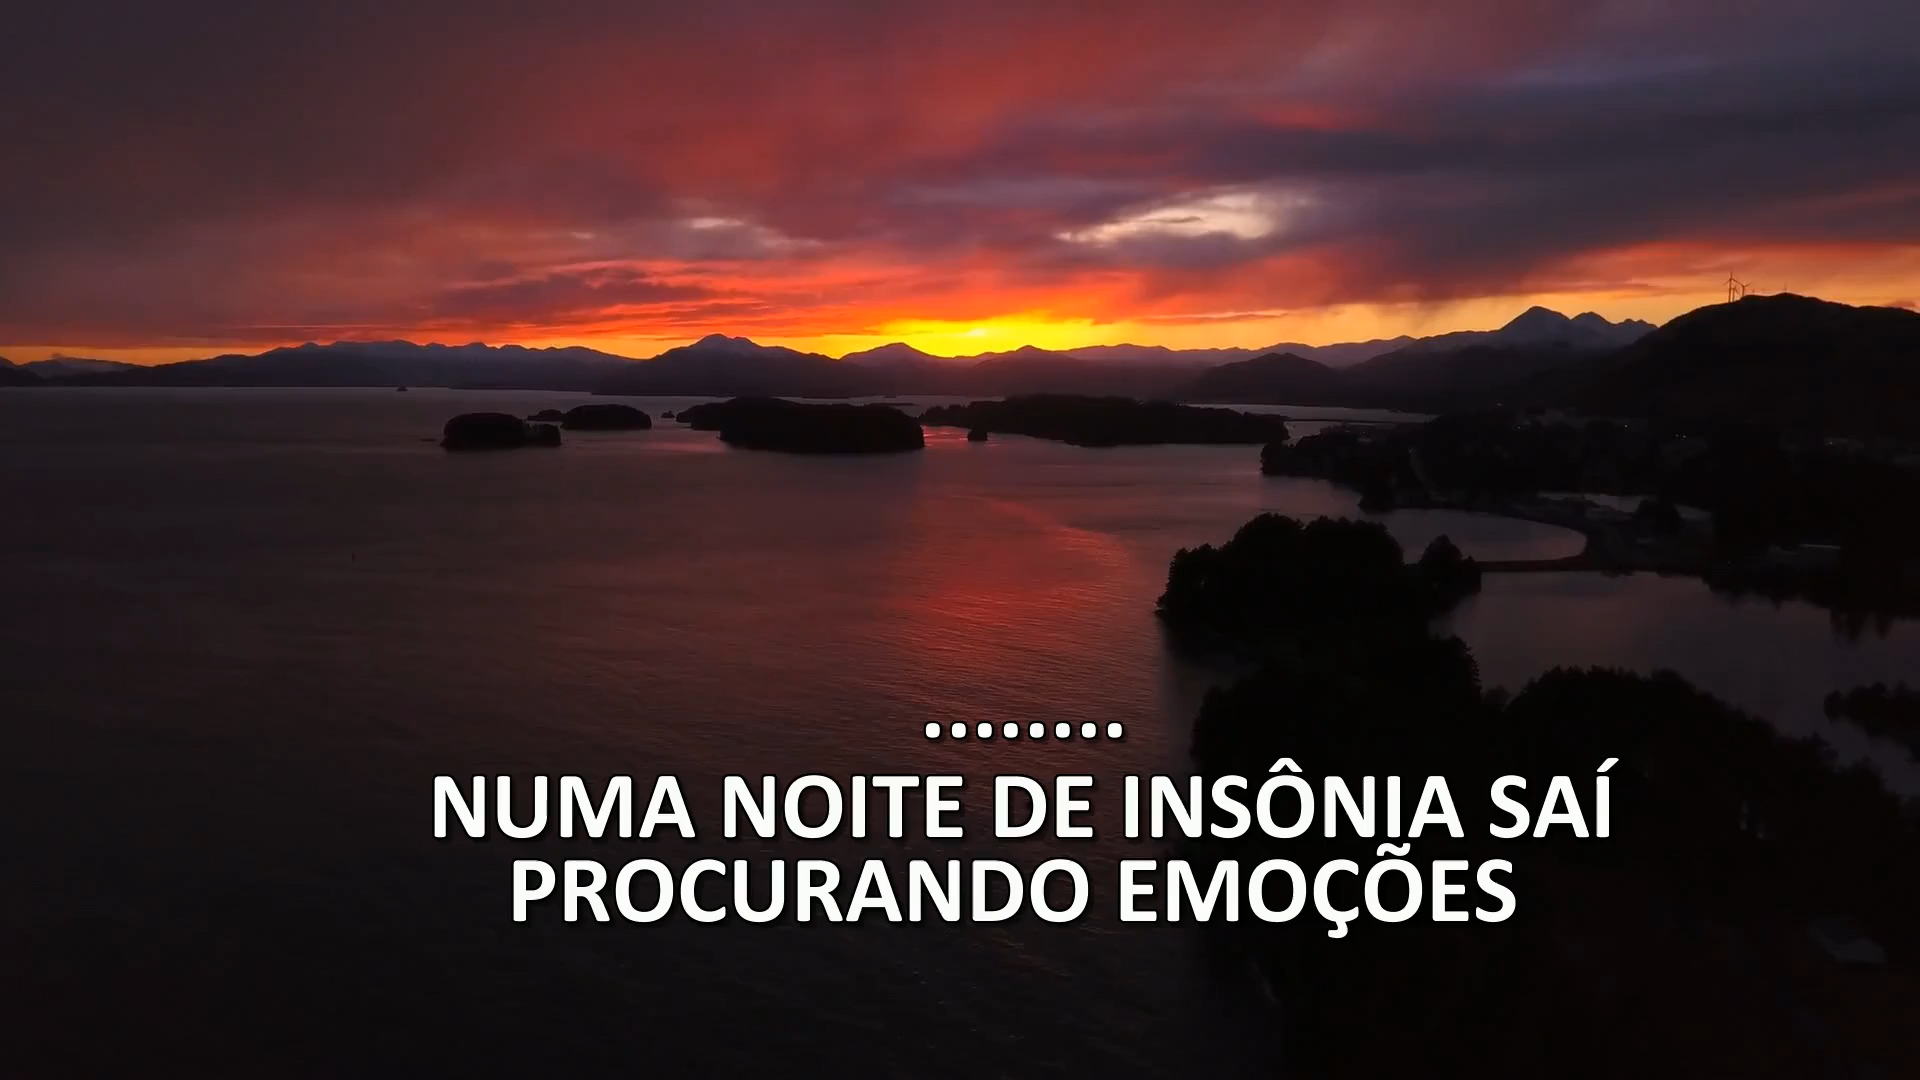 ........
NUMA NOITE DE INSÔNIA SAÍ
PROCURANDO EMOÇÕES